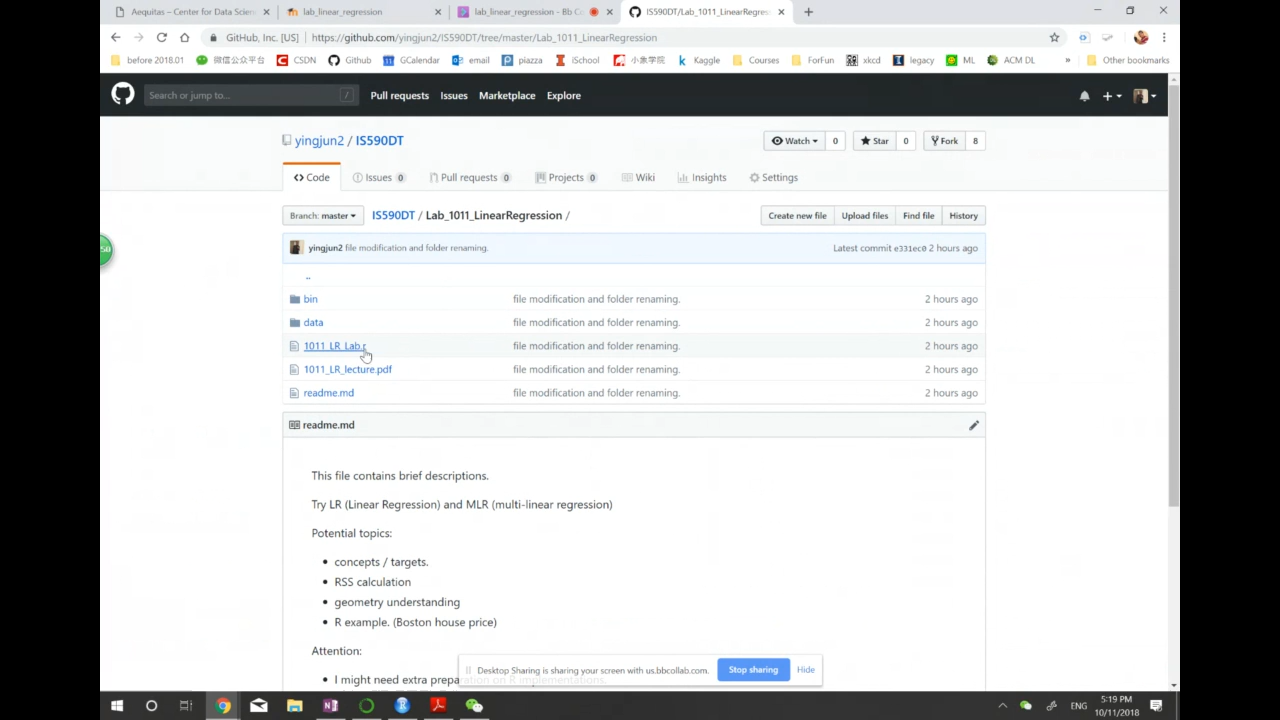 Aequitas – Center for Data Scien
lab_linear_regression
lab_linear_regression - Bb Co
IS590DT/Lab_1011_LinearRegress
GitHub, Inc. [US] https://github.com/yingjun2/IS590DT/tree/master/Lab_1011_LinearRegression
before 2018.01 微信公众平台 CSDN Github GCalendar email piazza iSchool 小象学院 Kaggle Courses ForFun xkcd legacy ML ACM DL » Other bookmarks
Search or jump to... /
Pull requests Issues Marketplace Explore
yingjun2 / IS590DT
Watch 0 Star 0 Fork 8
Code Issues 0 Pull requests 0 Projects 0 Wiki Insights Settings
Branch: master IS590DT / Lab_1011_LinearRegression / Create new file Upload files Find file History
yingjun2 file modification and folder renaming. Latest commit e331ec0 2 hours ago
..
bin file modification and folder renaming. 2 hours ago
data file modification and folder renaming. 2 hours ago
1011_LR_Lab.r file modification and folder renaming. 2 hours ago
1011_LR_lecture.pdf file modification and folder renaming. 2 hours ago
readme.md file modification and folder renaming. 2 hours ago
readme.md
This file contains brief descriptions.
Try LR (Linear Regression) and MLR (multi-linear regression)
Potential topics:
• concepts / targets.
• RSS calculation
• geometry understanding
• R example. (Boston house price)
Attention:
Desktop Sharing is sharing your screen with us.bbcollab.com. Stop sharing Hide
• I might need extra preparation on R implementations.
ENG
5:19 PM
10/11/2018